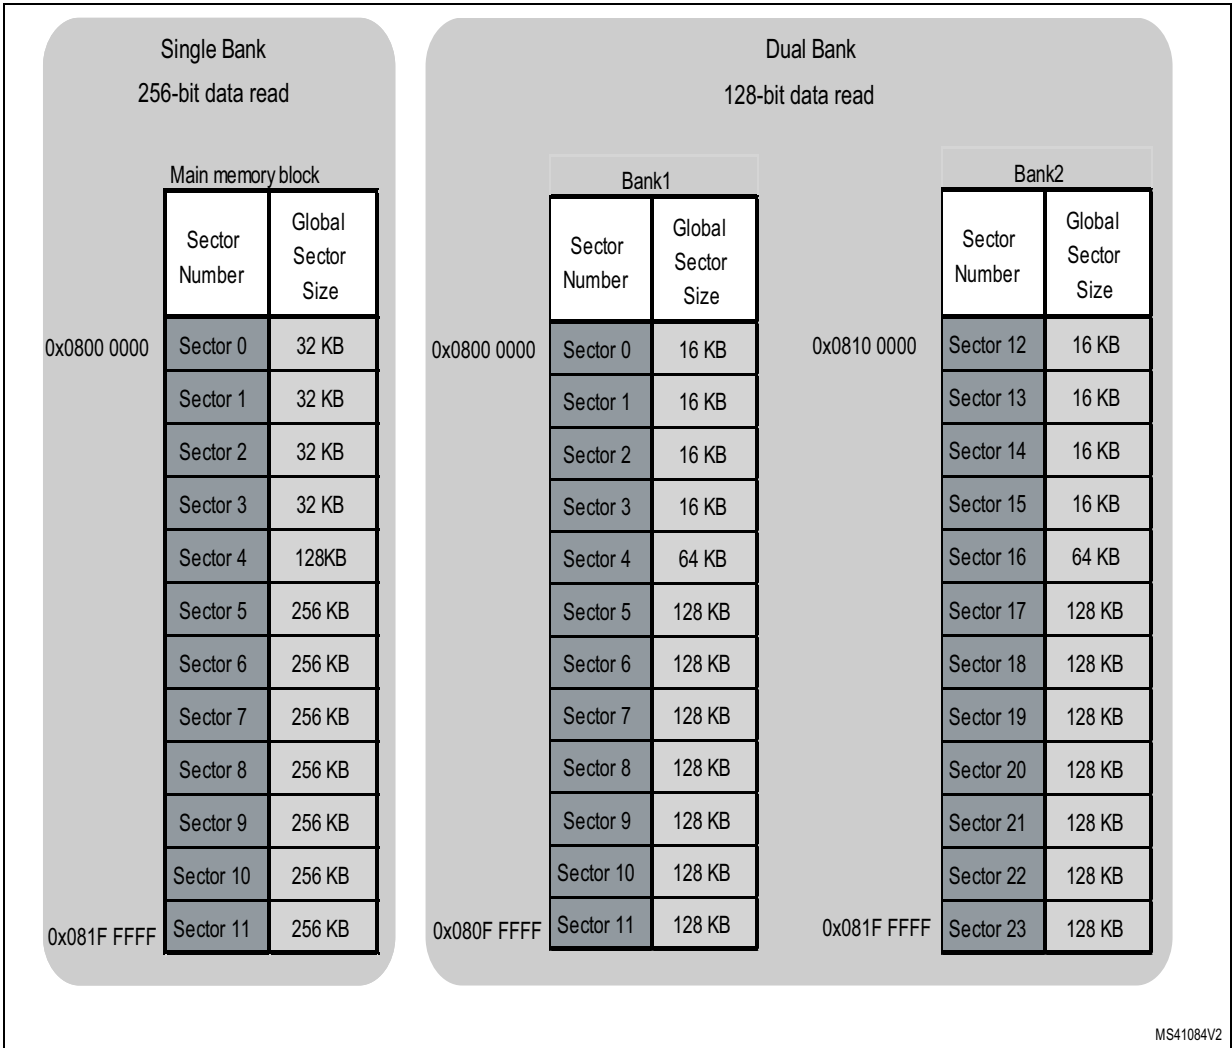 Single Bank
256-bit data read
Main memory block
Sector Number Global Sector Size
0x0800 0000 Sector 0 32 KB
Sector 1 32 KB
Sector 2 32 KB
Sector 3 32 KB
Sector 4 128KB
Sector 5 256 KB
Sector 6 256 KB
Sector 7 256 KB
Sector 8 256 KB
Sector 9 256 KB
Sector 10 256 KB
0x081F FFFF Sector 11 256 KB
Dual Bank
128-bit data read
Bank1
Sector Number Global Sector Size
0x0800 0000 Sector 0 16 KB
Sector 1 16 KB
Sector 2 16 KB
Sector 3 16 KB
Sector 4 64 KB
Sector 5 128 KB
Sector 6 128 KB
Sector 7 128 KB
Sector 8 128 KB
Sector 9 128 KB
Sector 10 128 KB
0x080F FFFF Sector 11 128 KB
Bank2
Sector Number Global Sector Size
0x0810 0000 Sector 12 16 KB
Sector 13 16 KB
Sector 14 16 KB
Sector 15 16 KB
Sector 16 64 KB
Sector 17 128 KB
Sector 18 128 KB
Sector 19 128 KB
Sector 20 128 KB
Sector 21 128 KB
Sector 22 128 KB
0x081F FFFF Sector 23 128 KB
MS41084V2